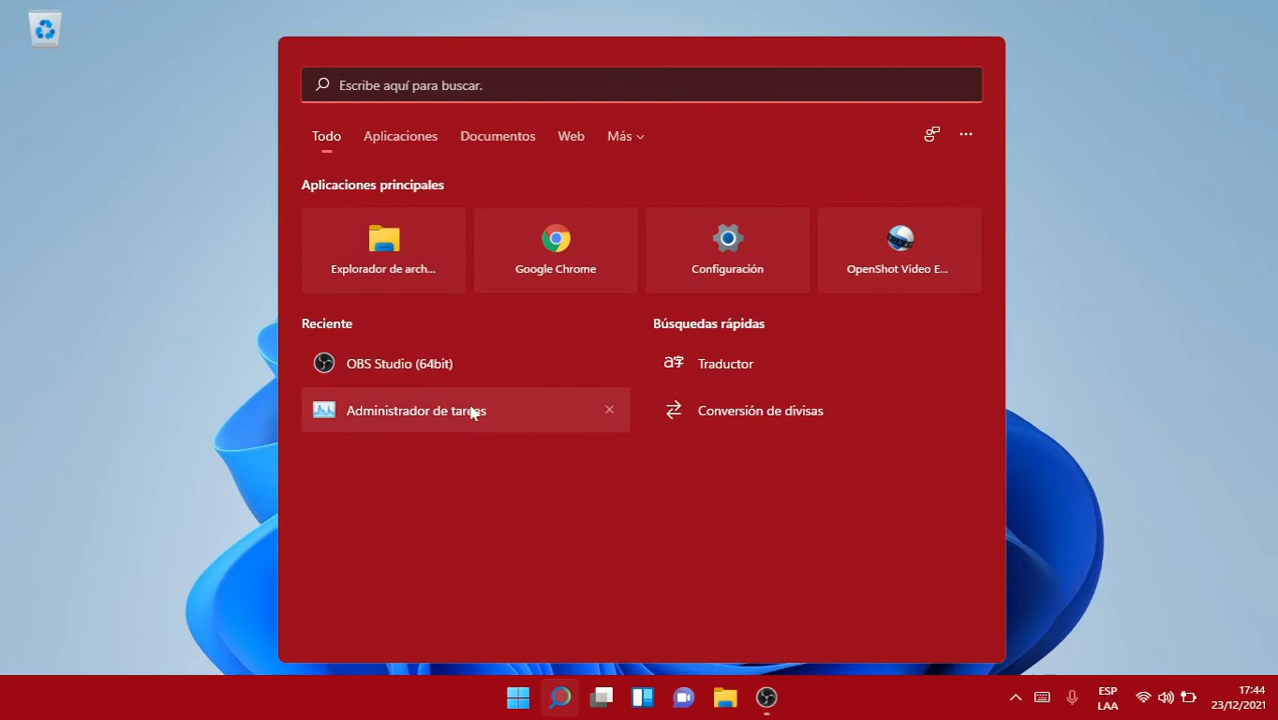 Escribe aquí para buscar.
Todo Aplicaciones Documentos Web Más
Aplicaciones principales
Explorador de arch... Google Chrome Configuración OpenShot Video E...
Reciente Búsquedas rápidas
OBS Studio (64bit) Traductor
Administrador de tareas Conversión de divisas
ESP 17:44
LAA 23/12/2021